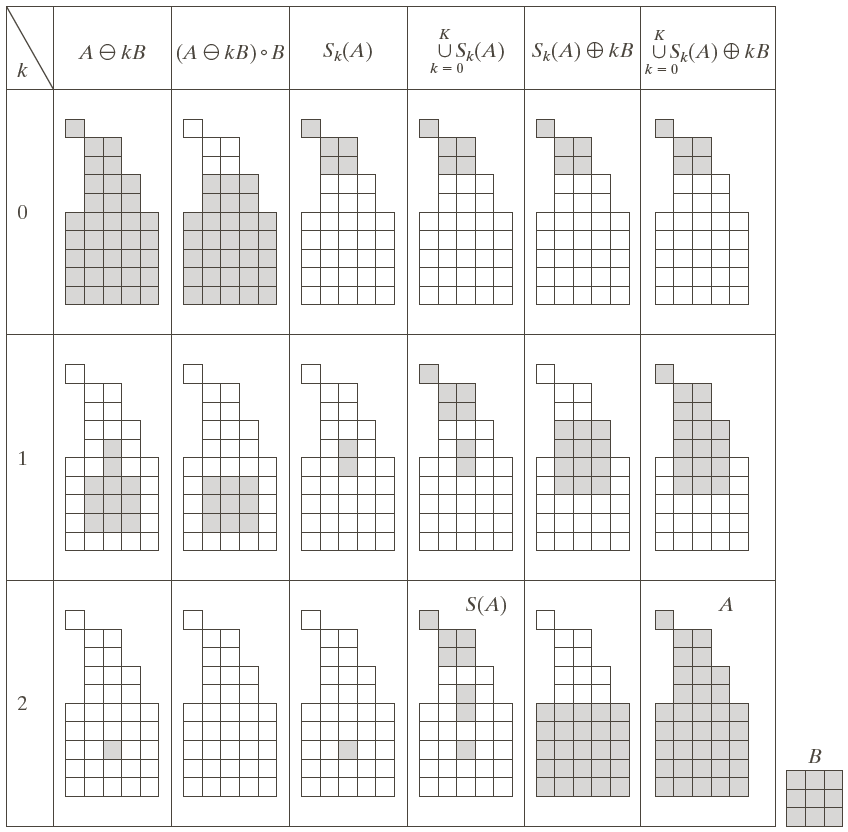 k
A ⊖ kB
(A ⊖ kB) ∘ B
S_k(A)
K ∪ k = 0 S_k(A)
S_k(A) ⊕ kB
K ∪ k = 0 S_k(A) ⊕ kB
0
1
2
S(A)
A
B